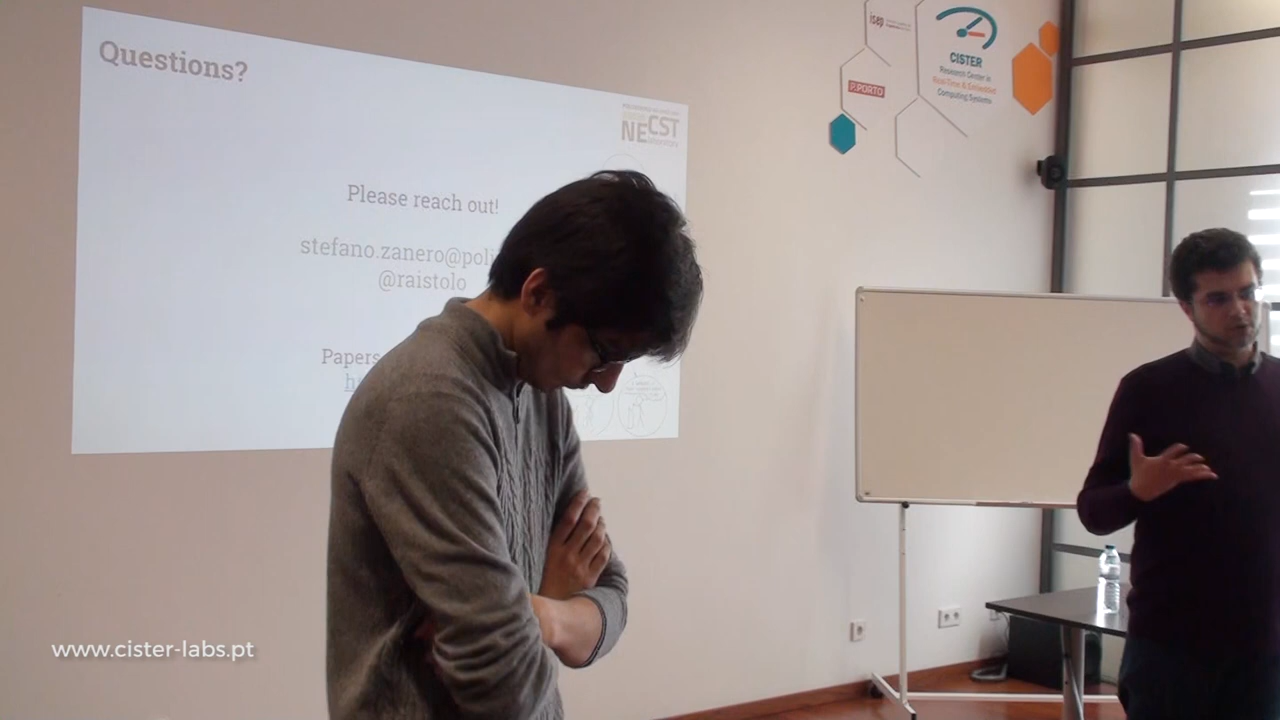 Questions?
NECST
Please reach out!
stefano.zanero@poli
@raistolo
Papers
isep
P.PORTO
CISTER
Research Center in
Real-Time & Embedded
Computing Systems
www.cister-labs.pt